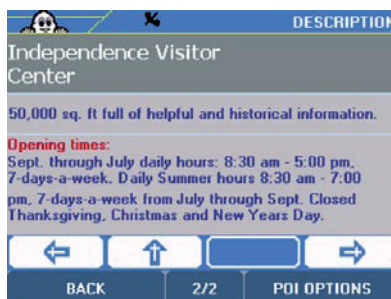 DESCRIPTION
Independence Visitor
Center
50,000 sq. ft full of helpful and historical information.
Opening times:
Sept. through July daily hours: 8:30 am - 5:00 pm,
7-days-a-week. Daily Summer hours 8:30 am - 7:00
pm, 7-days-a-week from July through Sept. Closed
Thanksgiving, Christmas and New Years Day.
BACK
2/2
POI OPTIONS